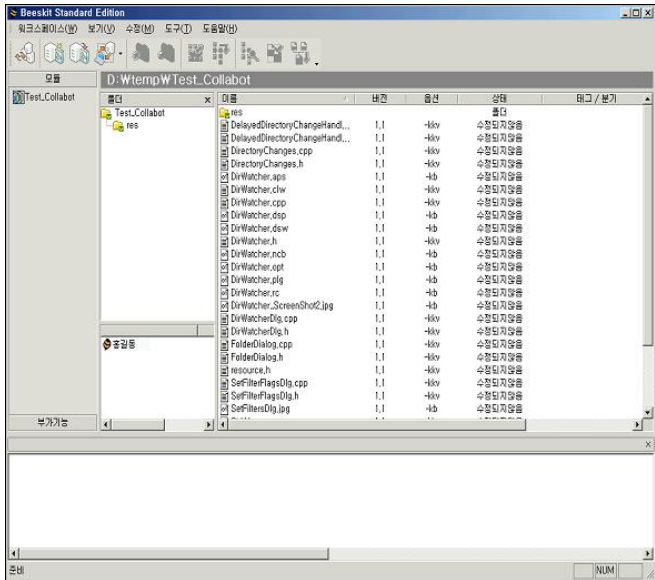 Beeskit Standard Edition
워크스페이스(W) 보기(V) 수정(M) 도구(T) 도움말(H)
모듈
D:₩temp₩Test_Collabot
Test_Collabot
폴더
Test_Collabot
res
홍길동
이름 버전 옵션 상태 태그 / 분기
res 폴더
DelayedDirectoryChangeHandl... 1.1 -kkv 수정되지않음
DelayedDirectoryChangeHandl... 1.1 -kkv 수정되지않음
DirectoryChanges.cpp 1.1 -kkv 수정되지않음
DirectoryChanges.h 1.1 -kkv 수정되지않음
DirWatcher.aps 1.1 -kb 수정되지않음
DirWatcher.clw 1.1 -kkv 수정되지않음
DirWatcher.cpp 1.1 -kkv 수정되지않음
DirWatcher.dsp 1.1 -kb 수정되지않음
DirWatcher.dsw 1.1 -kb 수정되지않음
DirWatcher.h 1.1 -kkv 수정되지않음
DirWatcher.ncb 1.1 -kb 수정되지않음
DirWatcher.opt 1.1 -kb 수정되지않음
DirWatcher.plg 1.1 -kb 수정되지않음
DirWatcher.rc 1.1 -kb 수정되지않음
DirWatcher_ScreenShot2.jpg 1.1 -kb 수정되지않음
DirWatcherDlg.cpp 1.1 -kkv 수정되지않음
DirWatcherDlg.h 1.1 -kkv 수정되지않음
FolderDialog.cpp 1.1 -kkv 수정되지않음
FolderDialog.h 1.1 -kkv 수정되지않음
resource.h 1.1 -kkv 수정되지않음
SetFilterFlagsDlg.cpp 1.1 -kkv 수정되지않음
SetFilterFlagsDlg.h 1.1 -kkv 수정되지않음
SetFiltersDlg.jpg 1.1 -kb 수정되지않음
부가기능
준비
NUM